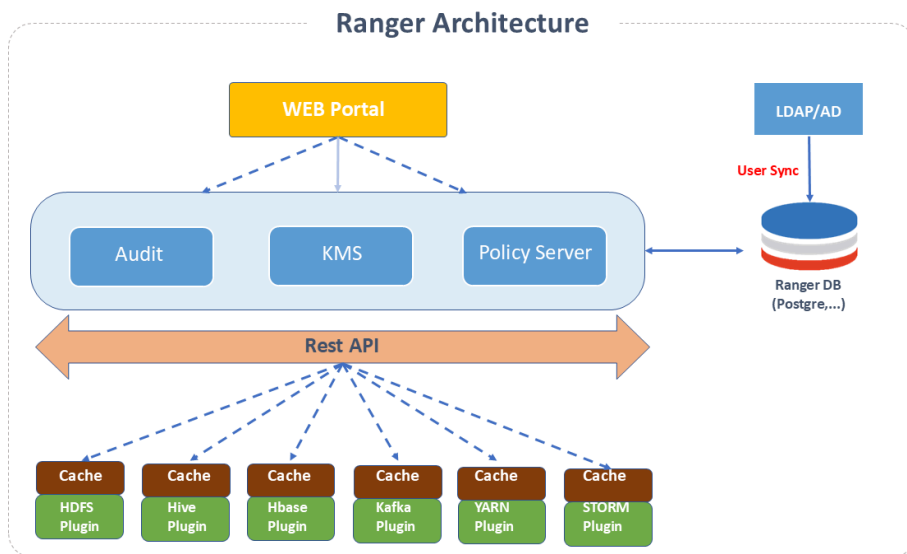 Ranger Architecture
WEB Portal
LDAP/AD
User Sync
Audit
KMS
Policy Server
Ranger DB
(Postgre,...)
Rest API
Cache
HDFS
Plugin
Cache
Hive
Plugin
Cache
Hbase
Plugin
Cache
Kafka
Plugin
Cache
YARN
Plugin
Cache
STORM
Plugin